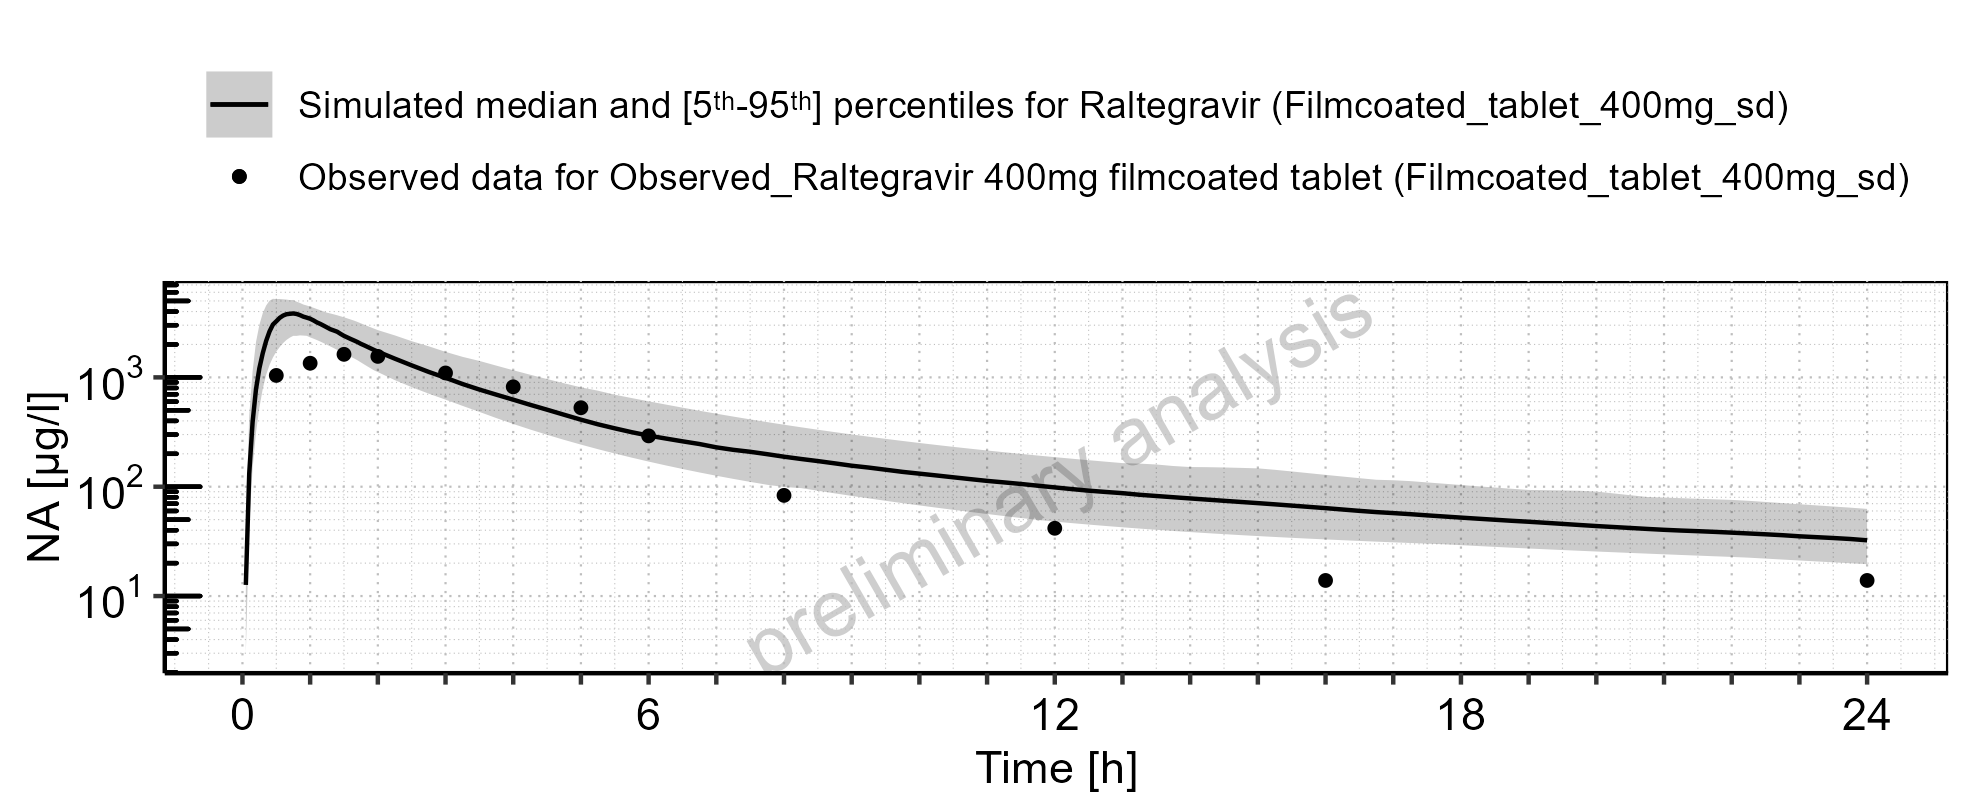 Simulated median and [5th-95th] percentiles for Raltegravir (Filmcoated_tablet_400mg_sd)
Observed data for Observed_Raltegravir 400mg filmcoated tablet (Filmcoated_tablet_400mg_sd)
preliminary analysis
NA [µg/l]
10³
10²
10¹
0 6 12 18 24
Time [h]